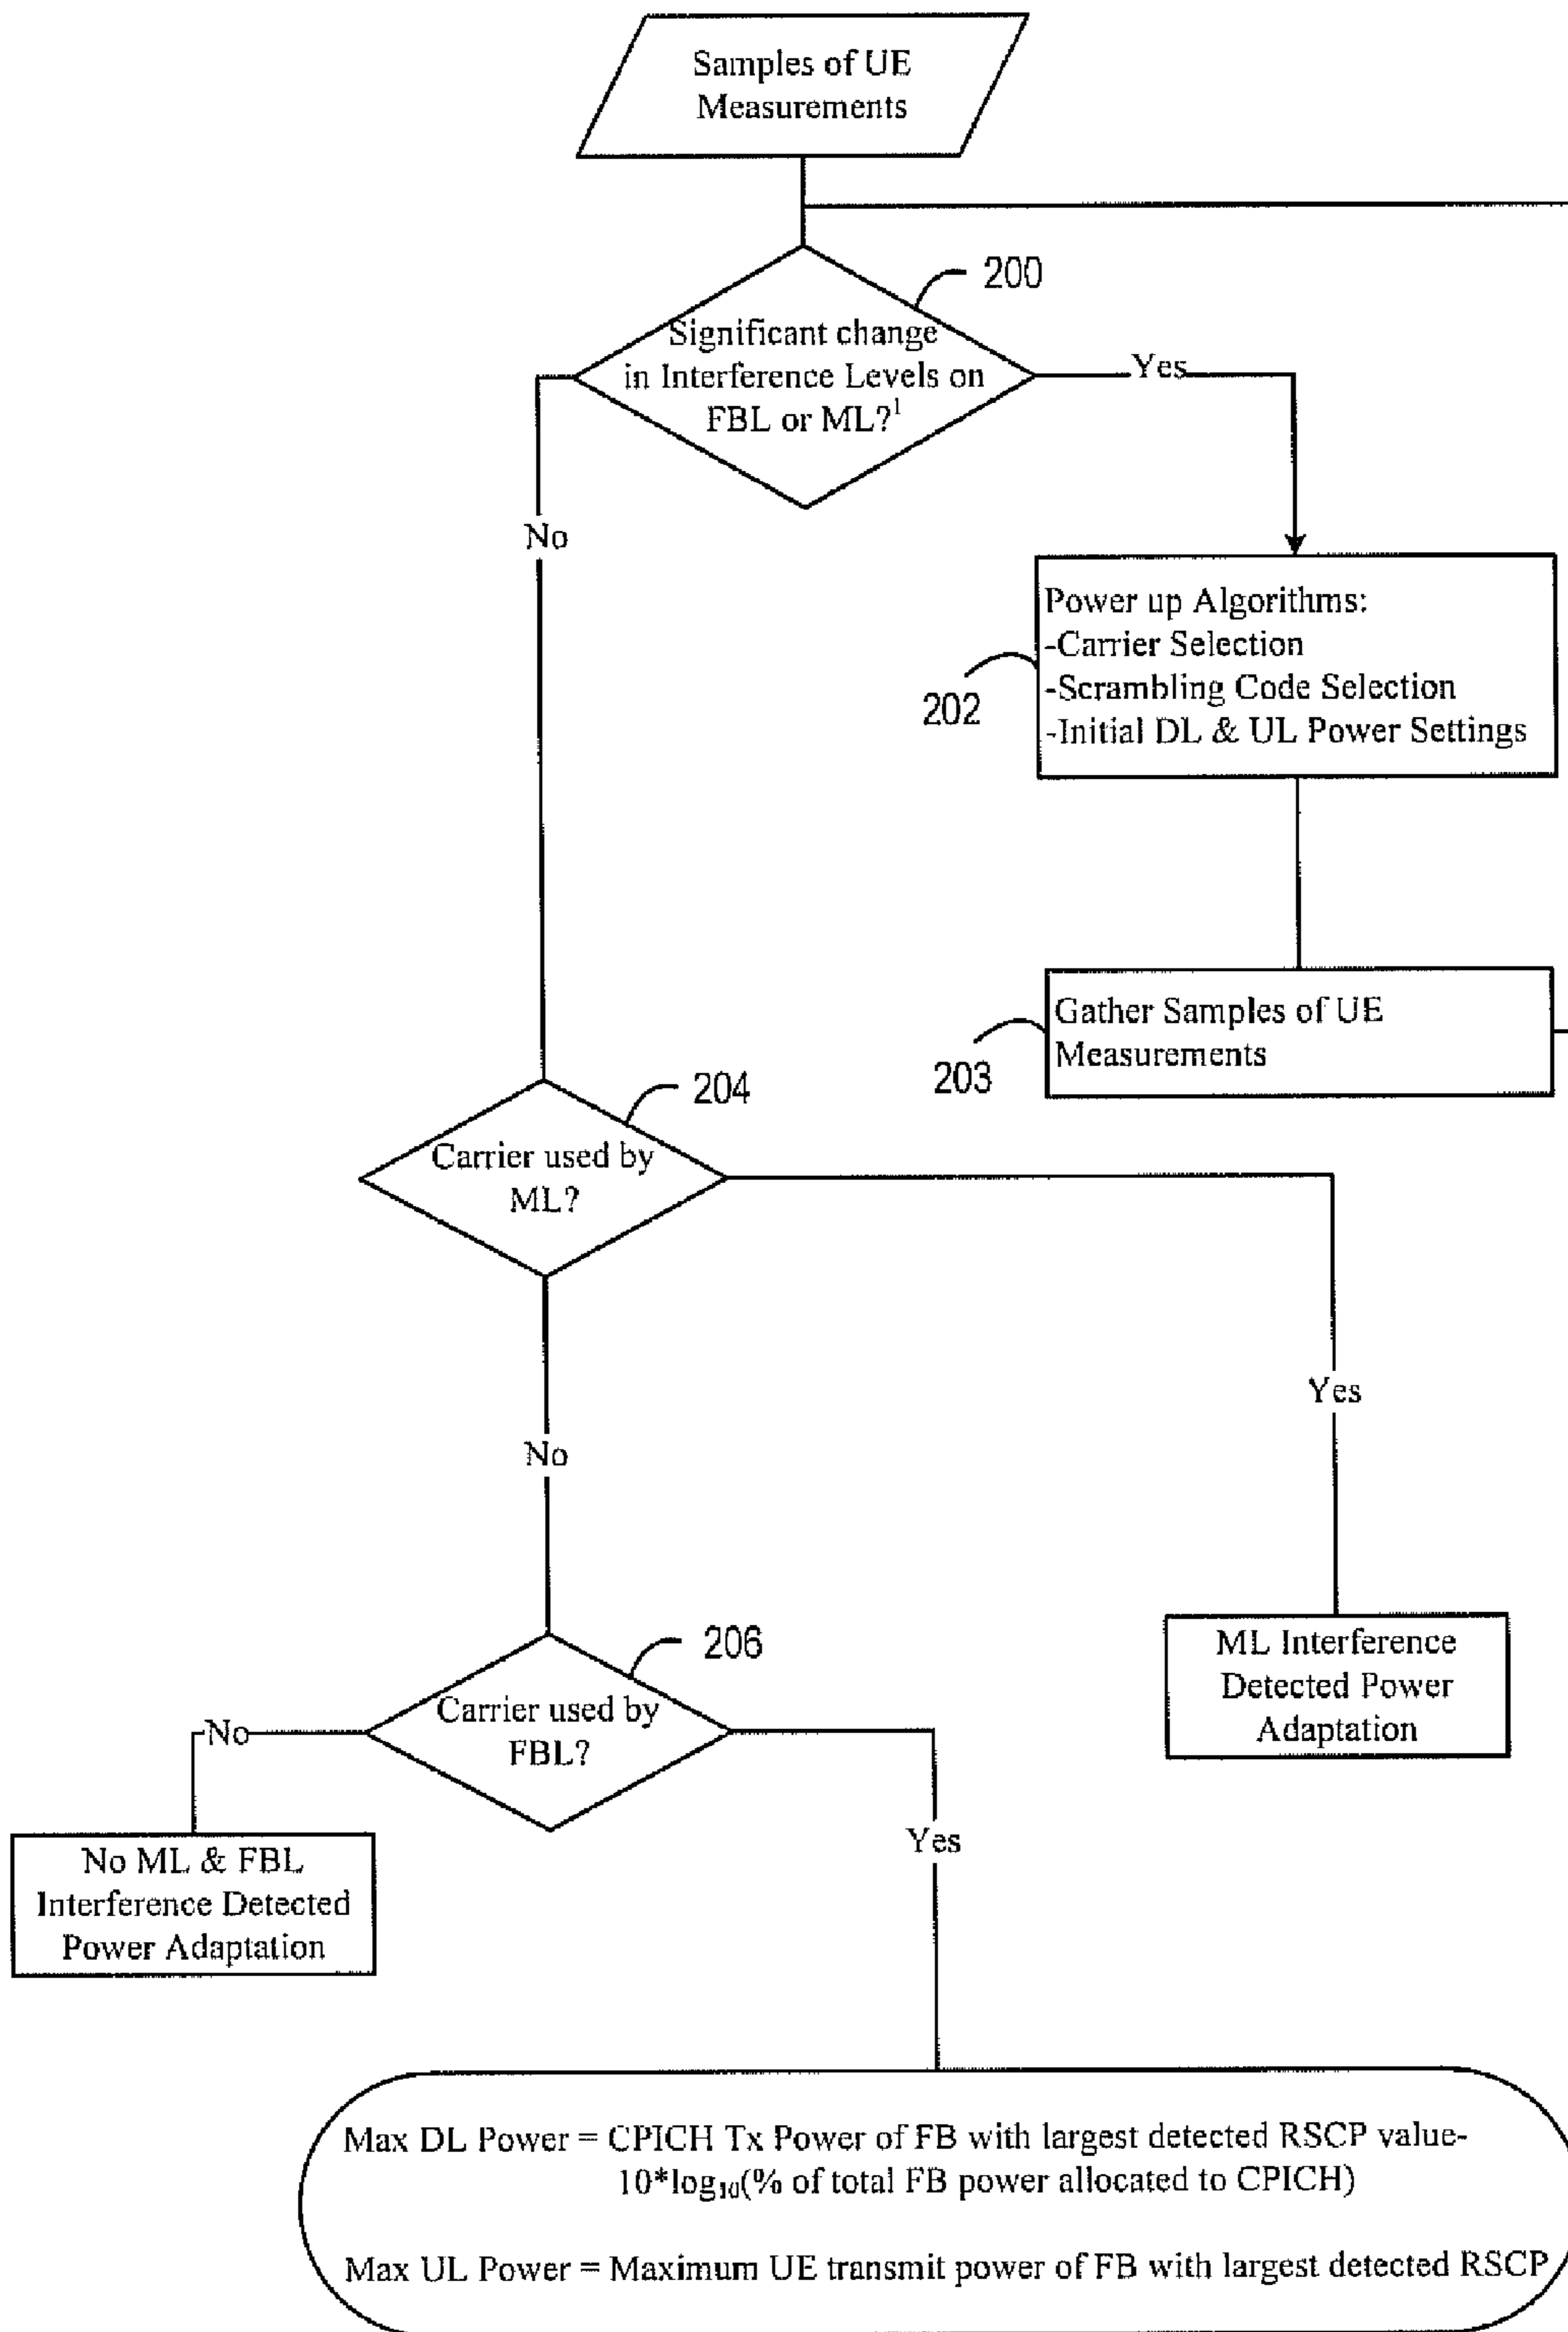 Samples of UE
Measurements
200
Significant change
in Interference Levels on
FBL or ML?¹
Yes
No
Power up Algorithms:
-Carrier Selection
-Scrambling Code Selection
-Initial DL & UL Power Settings
202
Gather Samples of UE
Measurements
203
204
Carrier used by
ML?
Yes
No
206
Carrier used by
FBL?
ML Interference
Detected Power
Adaptation
No
Yes
No ML & FBL
Interference Detected
Power Adaptation
Max DL Power = CPICH Tx Power of FB with largest detected RSCP value-
10*log₁₀(% of total FB power allocated to CPICH)
Max UL Power = Maximum UE transmit power of FB with largest detected RSCP